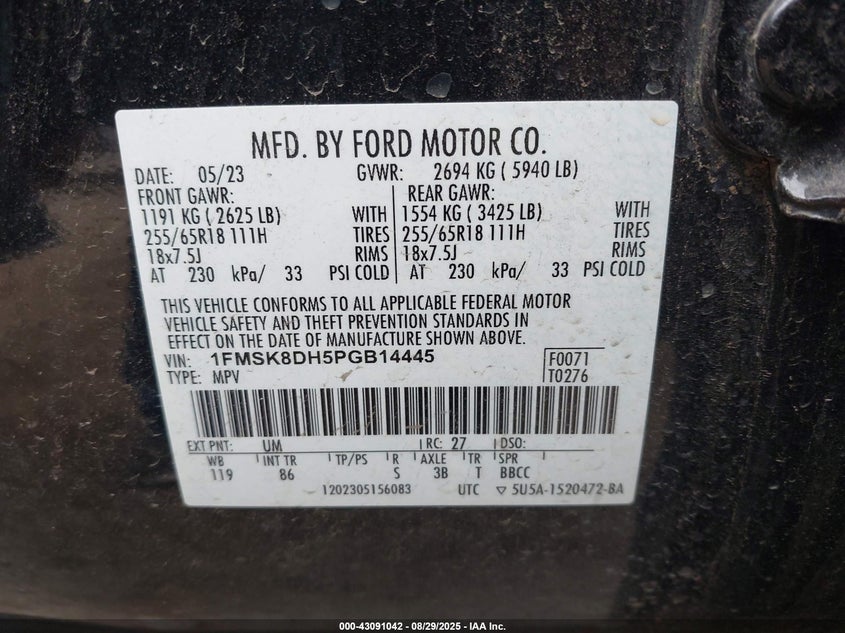 MFD. BY FORD MOTOR CO.
DATE: 05/23 GVWR: 2694 KG ( 5940 LB)
FRONT GAWR: REAR GAWR:
1191 KG ( 2625 LB) WITH 1554 KG ( 3425 LB) WITH
255/65R18 111H TIRES 255/65R18 111H TIRES
18x7.5J RIMS 18x7.5J RIMS
AT 230 kPa/ 33 PSI COLD AT 230 kPa/ 33 PSI COLD
THIS VEHICLE CONFORMS TO ALL APPLICABLE FEDERAL MOTOR
VEHICLE SAFETY AND THEFT PREVENTION STANDARDS IN
EFFECT ON THE DATE OF MANUFACTURE SHOWN ABOVE.
VIN: 1FMSK8DH5PGB14445 F0071
TYPE: MPV T0276
EXT PNT: UM RC: 27 DSO:
WB INT TR TP/PS R AXLE TR SPR
119 86 S 3B T BBCC
1202305156083 UTC ▽ 5U5A-1520472-BA
000-43091042 - 08/29/2025 - IAA Inc.